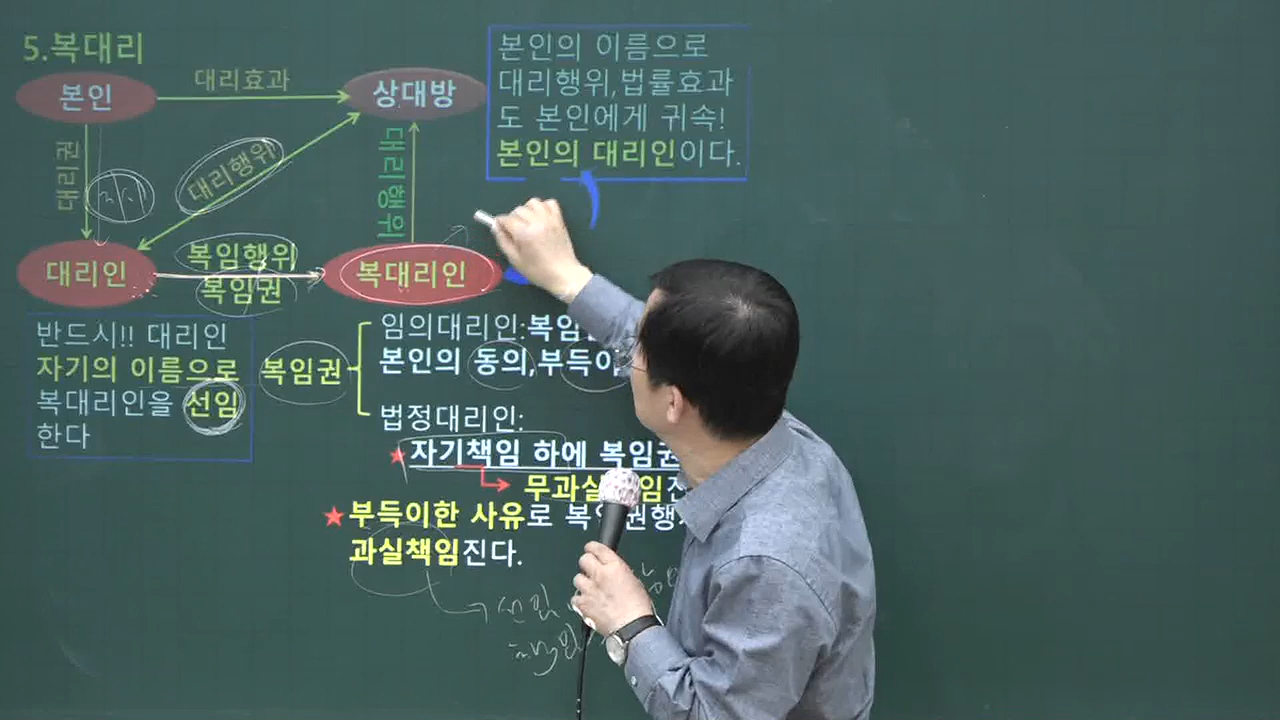 5.복대리
본인
대리효과
상대방
본인의 이름으로
대리행위,법률효과
도 본인에게 귀속!
본인의 대리인이다.
대리권
대리행위
대리행위
대리인
복임행위
복임권
복대리인
반드시!! 대리인
자기의 이름으로
복대리인을 선임
한다
복임권
임의대리인:복임
본인의 동의,부득이
법정대리인:
★자기책임 하에 복임권
무과실 임진
★부득이한 사유로 복 권행
과실책임진다.
선임